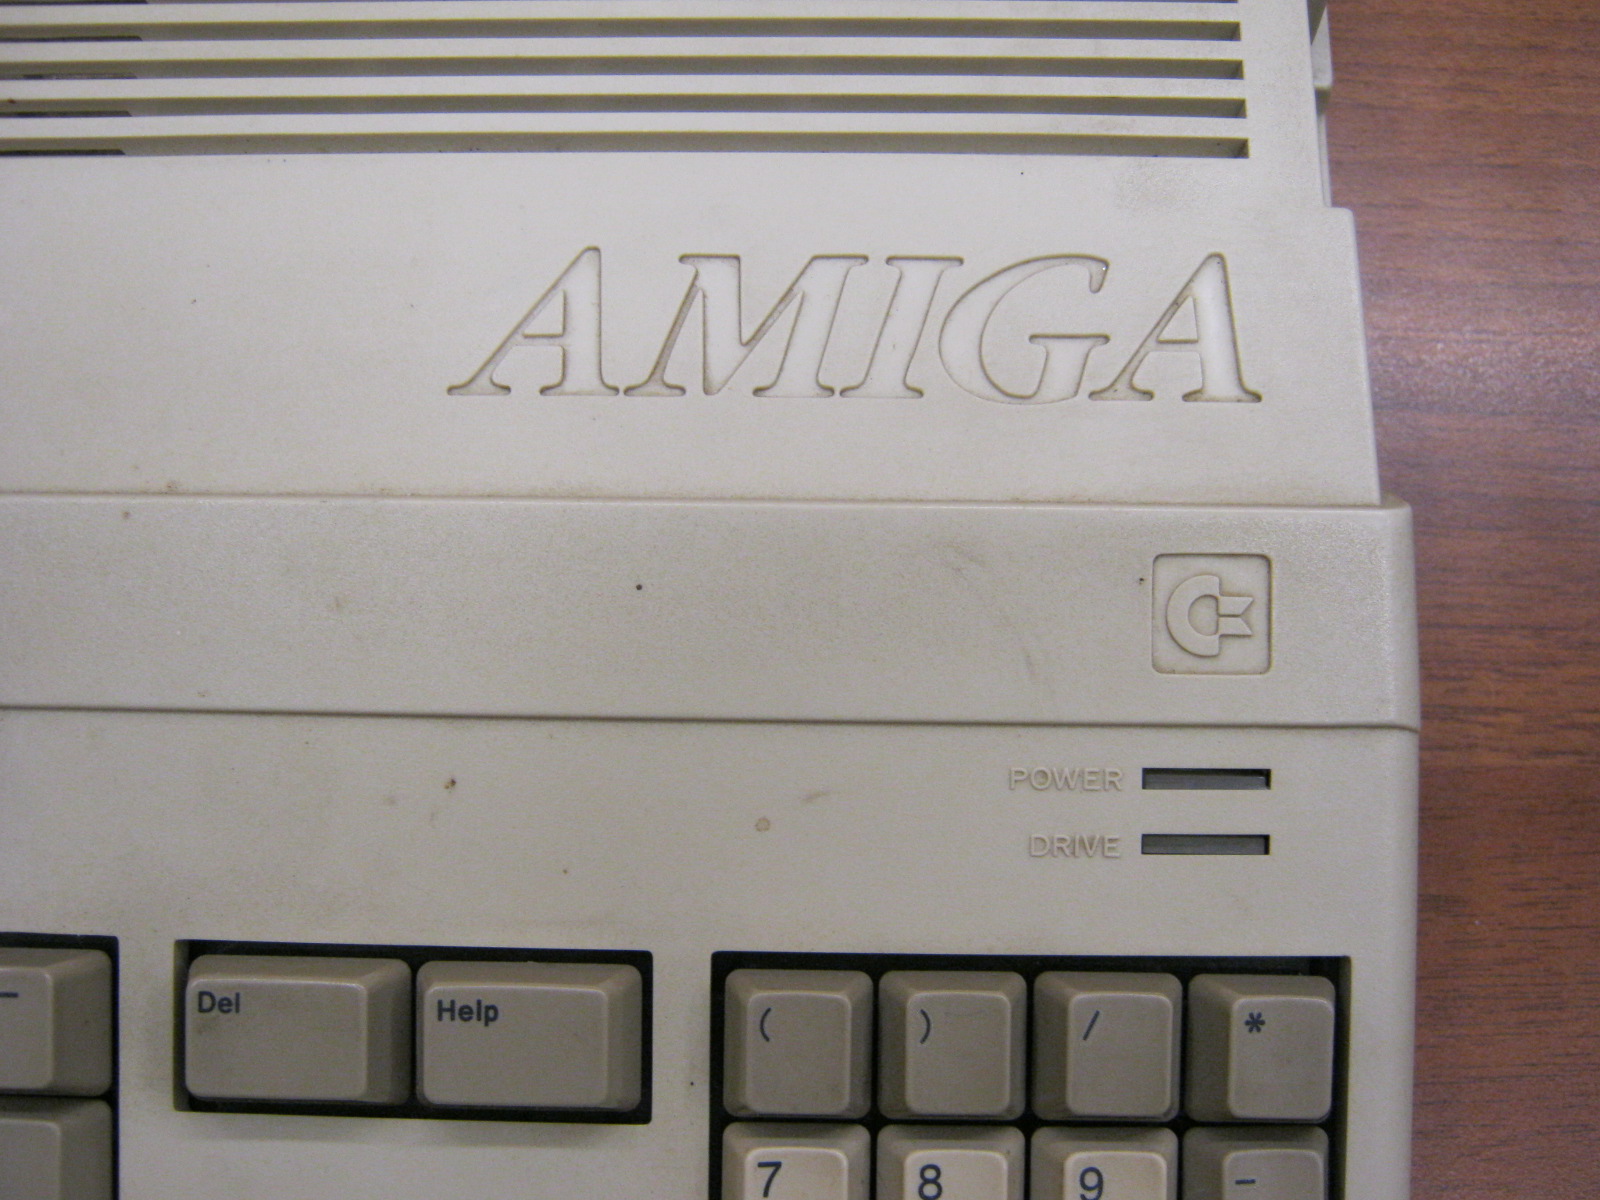 AMIGA
POWER
DRIVE
Del Help ( ) / *
7 8 9 -